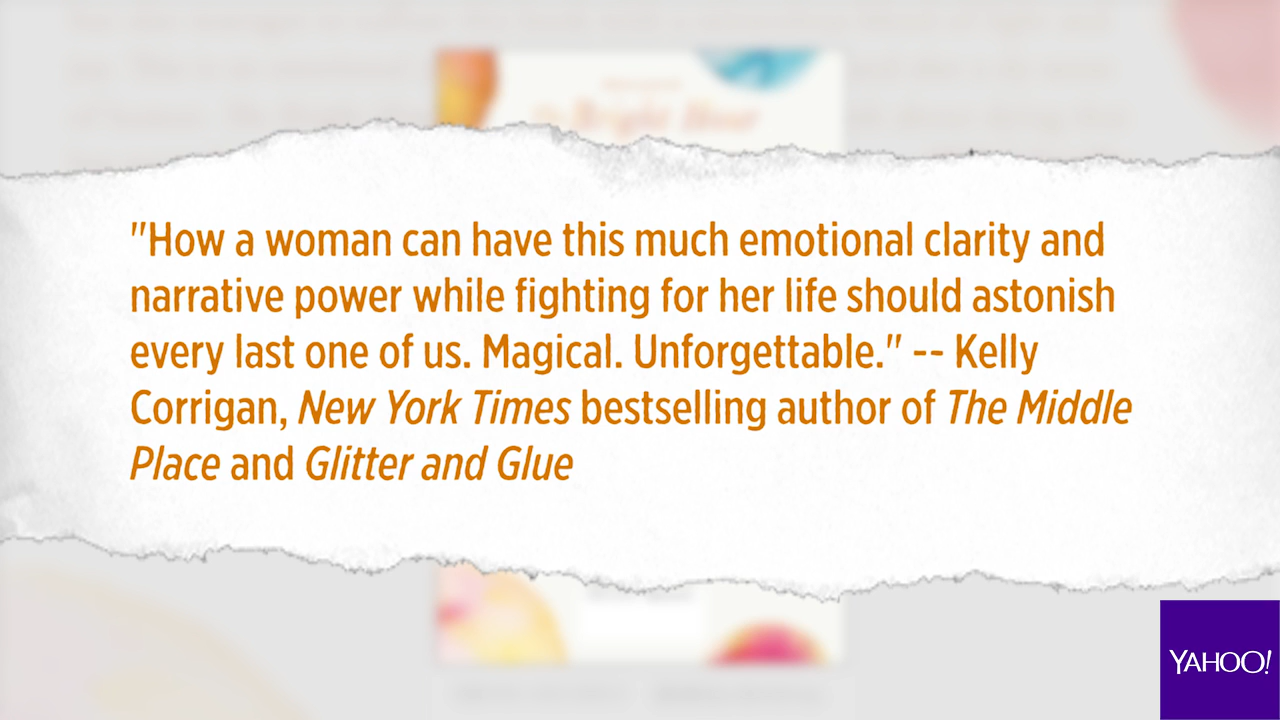 Bright Hour
"How a woman can have this much emotional clarity and
narrative power while fighting for her life should astonish
every last one of us. Magical. Unforgettable." -- Kelly
Corrigan, New York Times bestselling author of The Middle
Place and Glitter and Glue
YAHOO!